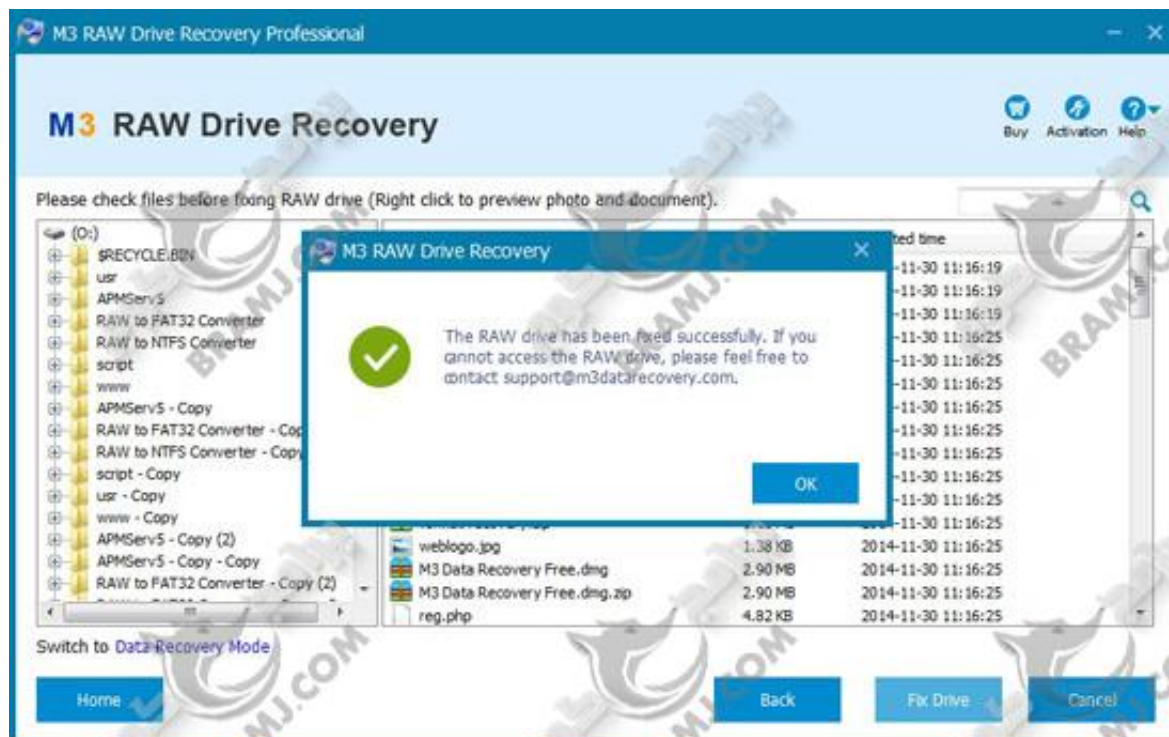 M3 RAW Drive Recovery Professional
M3 RAW Drive Recovery
Buy Activation Help
Please check files before fixing RAW drive (Right click to preview photo and document).
(O:)
$RECYCLE.BIN
usr
APMServ5
RAW to FAT32 Converter
RAW to NTFS Converter
script
www
APMServ5 - Copy
RAW to FAT32 Converter - Cop
RAW to NTFS Converter - Copy
script - Copy
usr - Copy
www - Copy
APMServ5 - Copy (2)
APMServ5 - Copy - Copy
RAW to FAT32 Converter - Copy (2)
M3 RAW Drive Recovery
The RAW drive has been fixed successfully. If you
cannot access the RAW drive, please feel free to
contact support@m3datarecovery.com.
OK
ted time
-11-30 11:16:19
-11-30 11:16:19
-11-30 11:16:19
-11-30 11:16:25
-11-30 11:16:25
-11-30 11:16:25
-11-30 11:16:25
-11-30 11:16:25
-11-30 11:16:25
-11-30 11:16:25
-11-30 11:16:25
-11-30 11:16:25
weblogo.jpg 1.38 KB 2014-11-30 11:16:25
M3 Data Recovery Free.dmg 2.90 MB 2014-11-30 11:16:25
M3 Data Recovery Free.dmg.zip 2.90 MB 2014-11-30 11:16:25
reg.php 4.82 KB 2014-11-30 11:16:25
Switch to Data Recovery Mode
Home Back Fix Drive Cancel
BRAMJ.COM